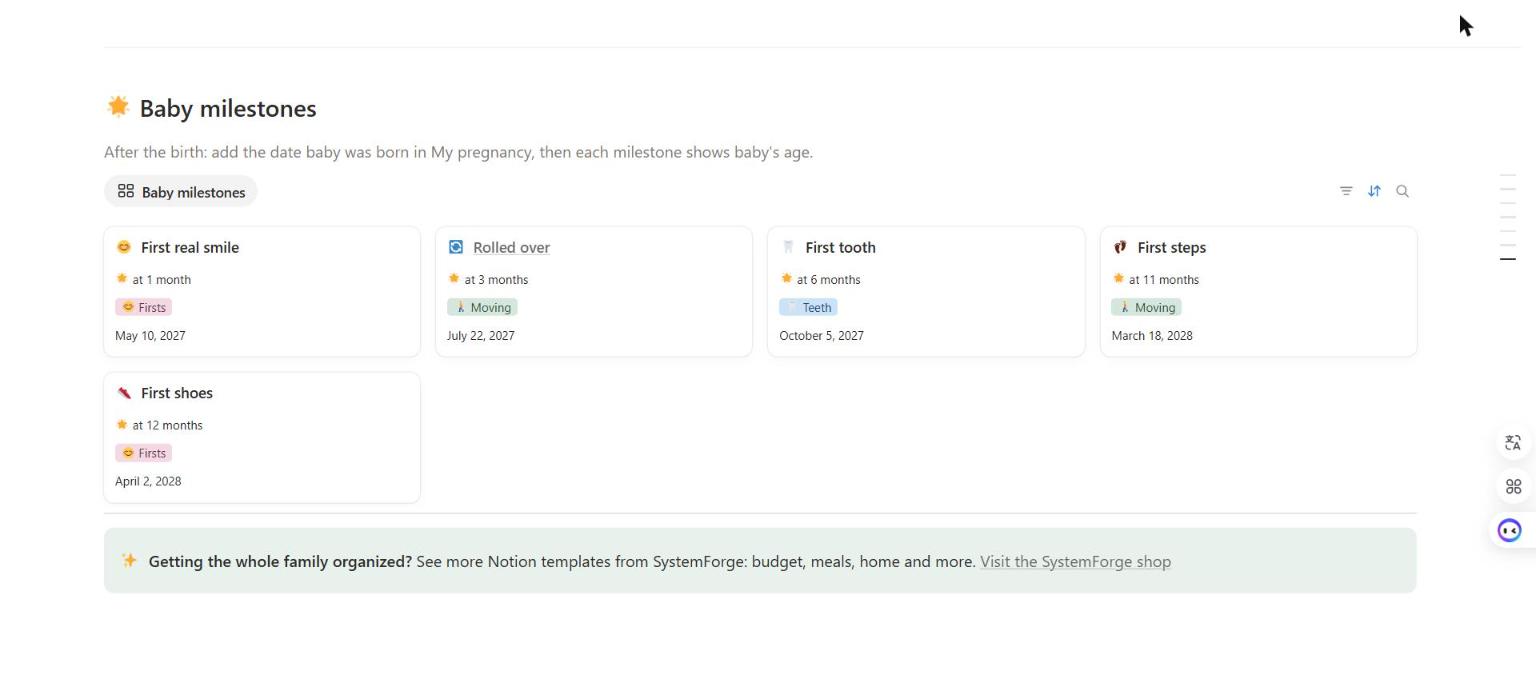 Baby milestones
After the birth: add the date baby was born in My pregnancy, then each milestone shows baby's age.
Baby milestones
First real smile
at 1 month
Firsts
May 10, 2027
Rolled over
at 3 months
Moving
July 22, 2027
First tooth
at 6 months
Teeth
October 5, 2027
First steps
at 11 months
Moving
March 18, 2028
First shoes
at 12 months
Firsts
April 2, 2028
Getting the whole family organized? See more Notion templates from SystemForge: budget, meals, home and more. Visit the SystemForge shop